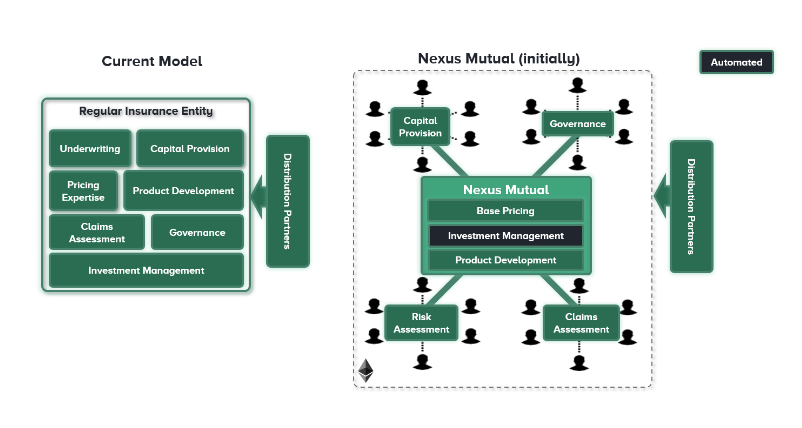 Current Model
Regular Insurance Entity
Underwriting
Capital Provision
Pricing
Expertise
Product Development
Claims
Assessment
Governance
Investment Management
Distribution Partners
Nexus Mutual (initially)
Automated
Capital
Provision
Governance
Nexus Mutual
Base Pricing
Investment Management
Product Development
Risk
Assessment
Claims
Assessment
Distribution Partners